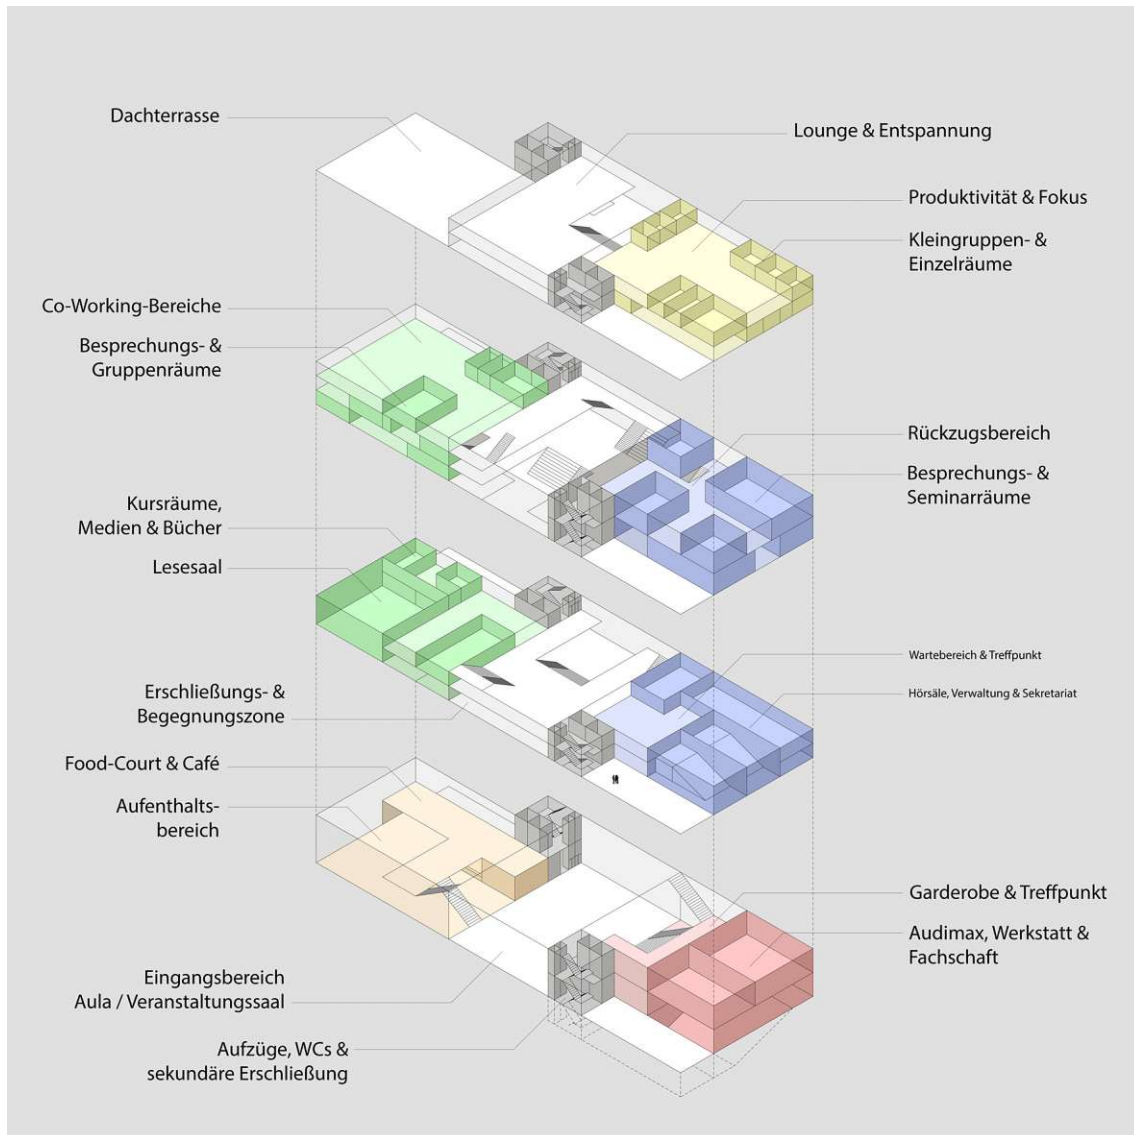 Dachterrasse
Lounge & Entspannung
Produktivität & Fokus
Kleingruppen- &
Einzelräume
Co-Working-Bereiche
Besprechungs- &
Gruppenräume
Rückzugsbereich
Besprechungs- &
Seminarräume
Kursräume,
Medien & Bücher
Lesesaal
Wartebereich & Treffpunkt
Hörsäle, Verwaltung & Sekretariat
Erschließungs- &
Begegnungszone
Food-Court & Café
Aufenthalts-
bereich
Garderobe & Treffpunkt
Audimax, Werkstatt &
Fachschaft
Eingangsbereich
Aula / Veranstaltungssaal
Aufzüge, WCs &
sekundäre Erschließung